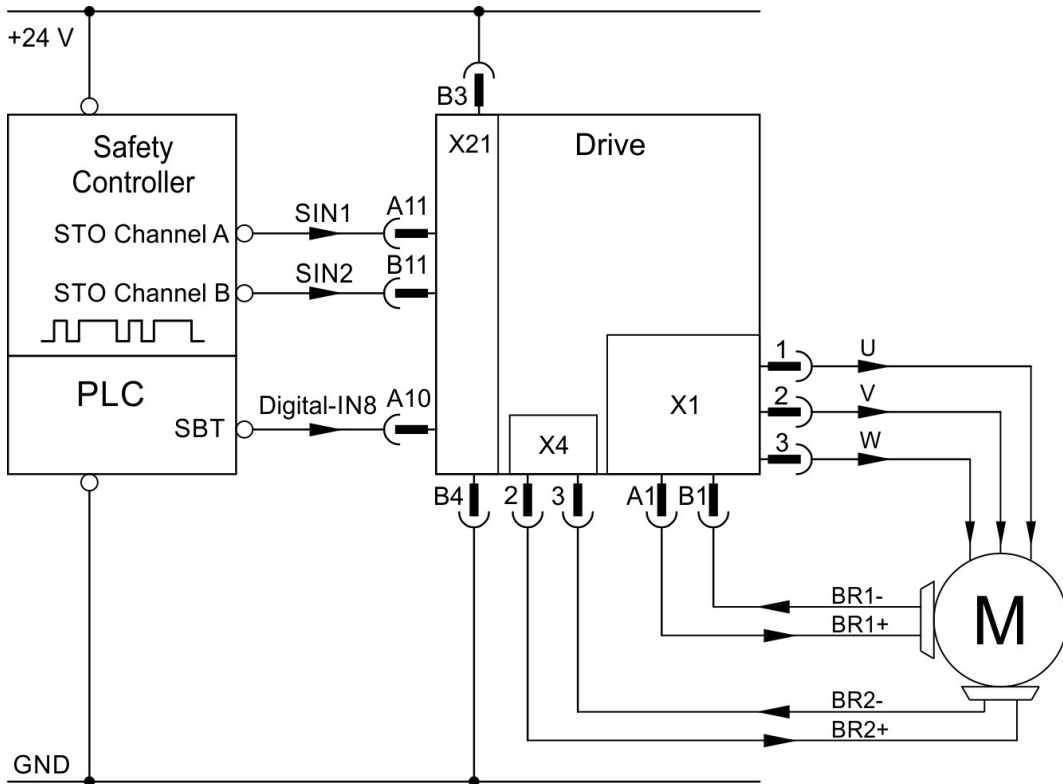 +24 V
B3
Safety
Controller
X21
Drive
STO Channel A
SIN1
A11
STO Channel B
SIN2
B11
PLC
SBT
Digital-IN8
A10
X4
X1
1
U
2
V
3
W
B4
2
3
A1
B1
BR1-
BR1+
M
BR2-
BR2+
GND